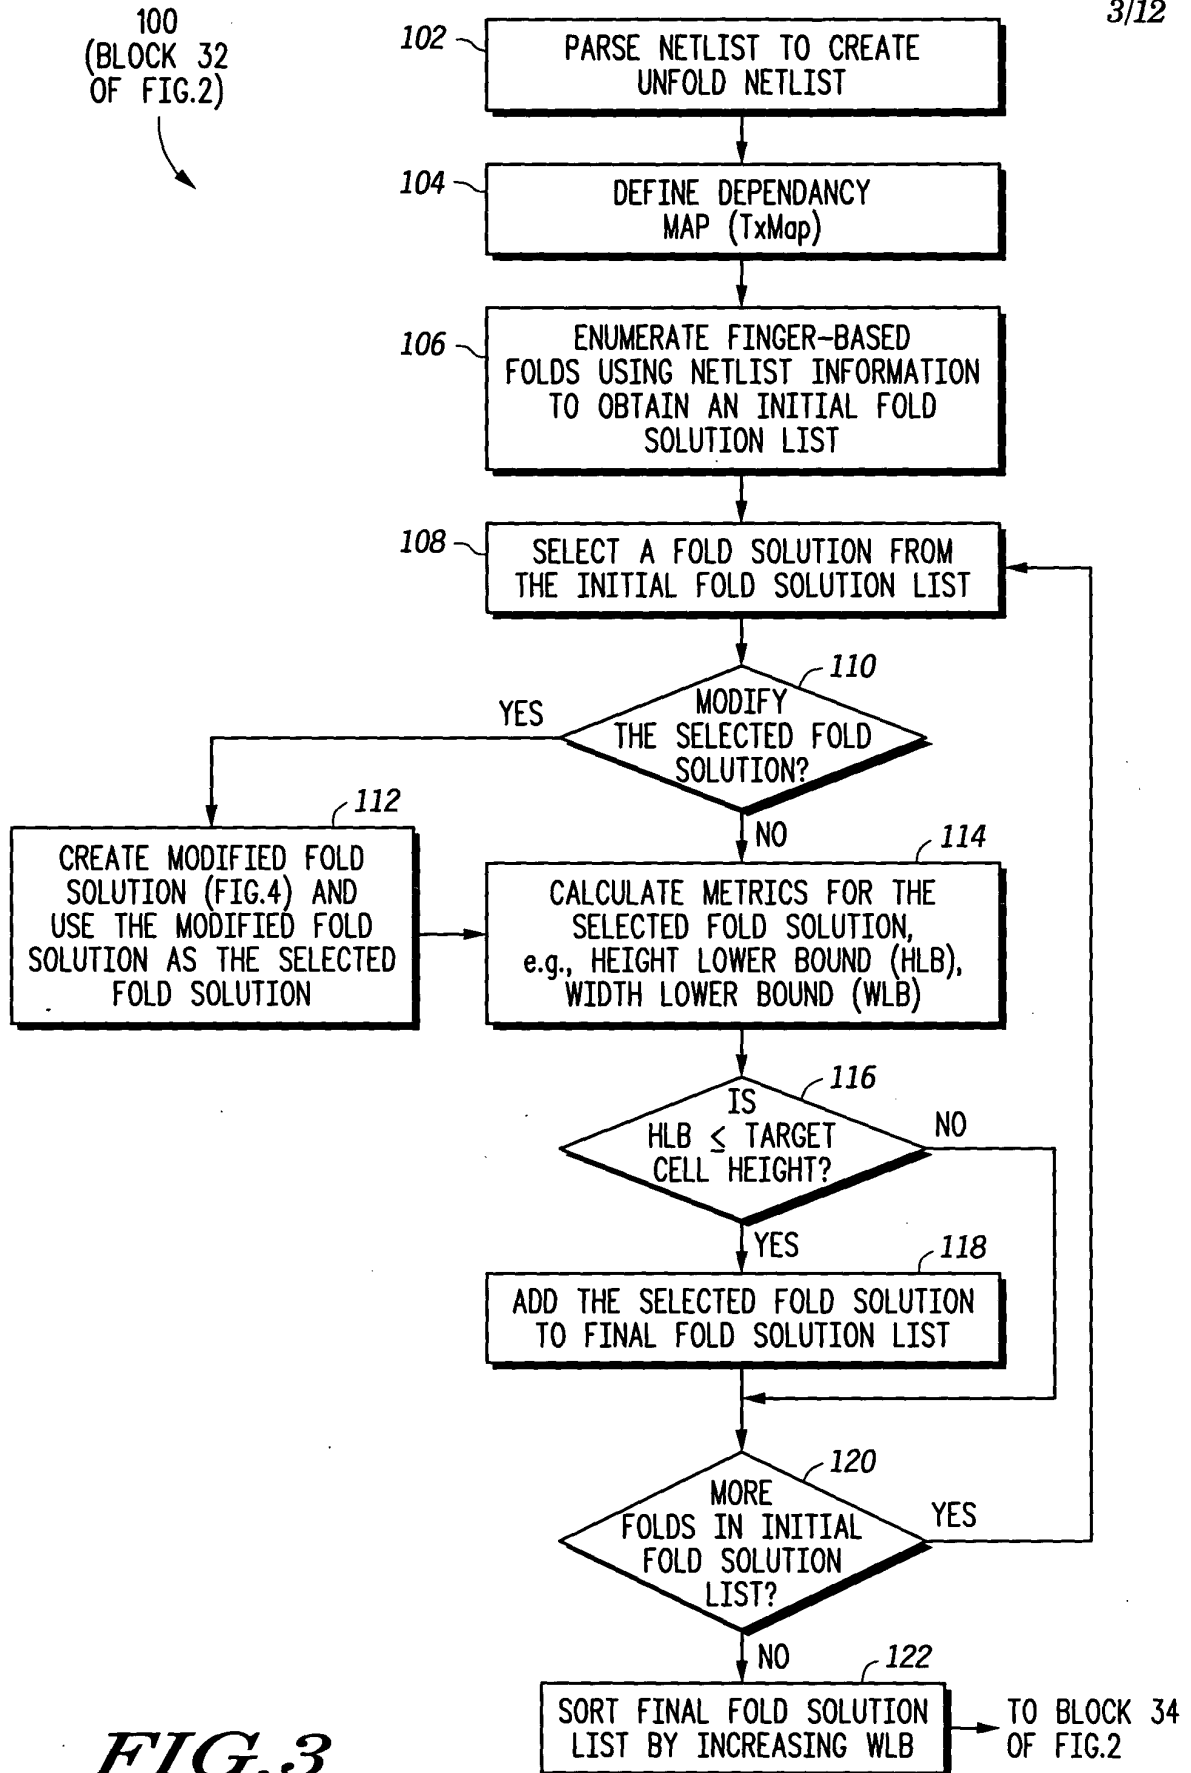 3/12
100
(BLOCK 32
OF FIG.2)
102
PARSE NETLIST TO CREATE
UNFOLD NETLIST
104
DEFINE DEPENDANCY
MAP (TxMap)
106
ENUMERATE FINGER-BASED
FOLDS USING NETLIST INFORMATION
TO OBTAIN AN INITIAL FOLD
SOLUTION LIST
108
SELECT A FOLD SOLUTION FROM
THE INITIAL FOLD SOLUTION LIST
110
MODIFY
THE SELECTED FOLD
SOLUTION?
YES
NO
112
CREATE MODIFIED FOLD
SOLUTION (FIG.4) AND
USE THE MODIFIED FOLD
SOLUTION AS THE SELECTED
FOLD SOLUTION
114
CALCULATE METRICS FOR THE
SELECTED FOLD SOLUTION,
e.g., HEIGHT LOWER BOUND (HLB),
WIDTH LOWER BOUND (WLB)
116
IS
HLB ≤ TARGET
CELL HEIGHT?
NO
YES
118
ADD THE SELECTED FOLD SOLUTION
TO FINAL FOLD SOLUTION LIST
120
MORE
FOLDS IN INITIAL
FOLD SOLUTION
LIST?
YES
NO
122
SORT FINAL FOLD SOLUTION
LIST BY INCREASING WLB
TO BLOCK 34
OF FIG.2
FIG.3